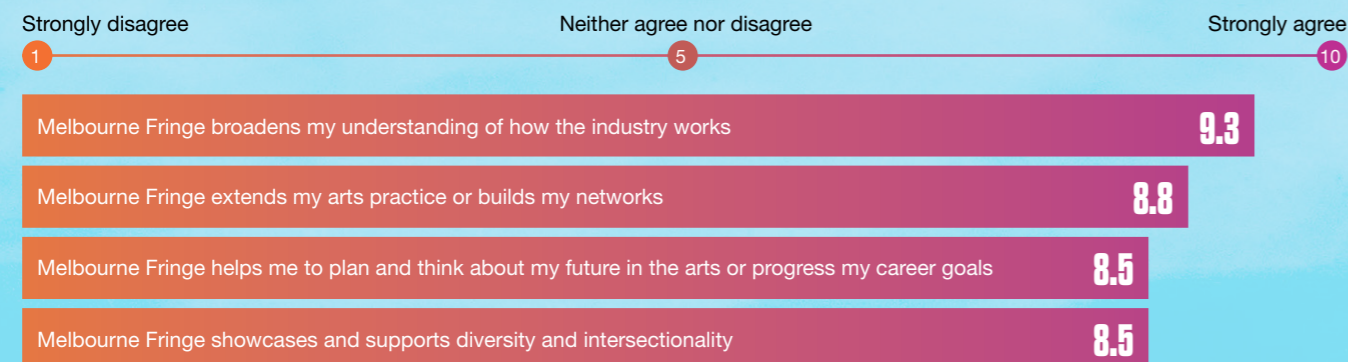 Strongly disagree Neither agree nor disagree Strongly agree
1 5 10
Melbourne Fringe broadens my understanding of how the industry works 9.3
Melbourne Fringe extends my arts practice or builds my networks 8.8
Melbourne Fringe helps me to plan and think about my future in the arts or progress my career goals 8.5
Melbourne Fringe showcases and supports diversity and intersectionality 8.5